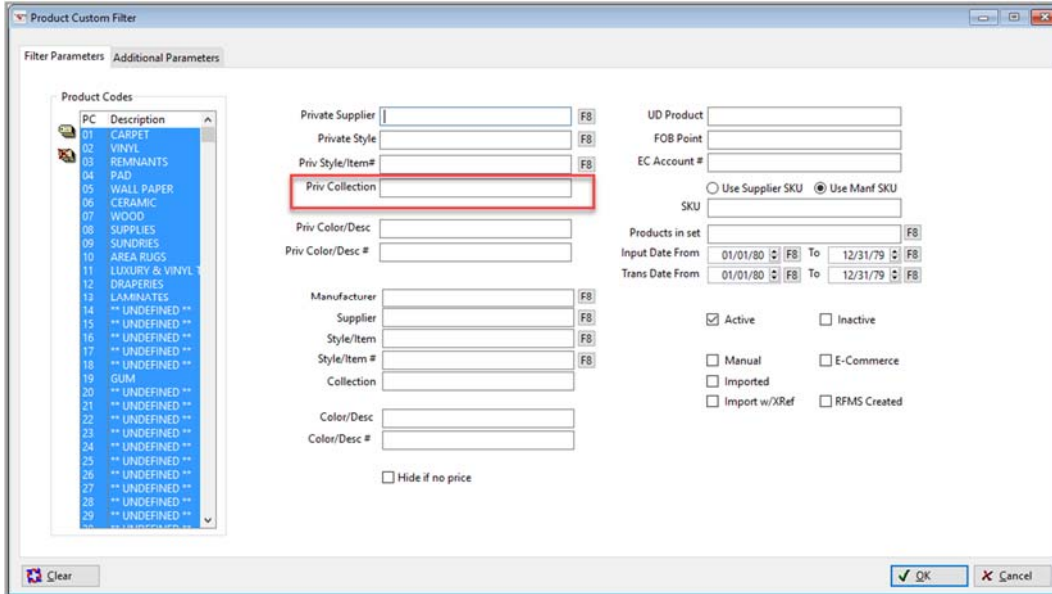 Product Custom Filter
Filter Parameters Additional Parameters
Product Codes
PC Description
01 CARPET
02 VINYL
03 REMNANTS
04 PAD
05 WALL PAPER
06 CERAMIC
07 WOOD
08 SUPPLIES
09 SUNDRIES
10 AREA RUGS
11 LUXURY & VINYL T
12 DRAPERIES
13 LAMINATES
14 ** UNDEFINED **
15 ** UNDEFINED **
16 ** UNDEFINED **
17 ** UNDEFINED **
18 ** UNDEFINED **
19 GUM
20 ** UNDEFINED **
21 ** UNDEFINED **
22 ** UNDEFINED **
23 ** UNDEFINED **
24 ** UNDEFINED **
25 ** UNDEFINED **
26 ** UNDEFINED **
27 ** UNDEFINED **
28 ** UNDEFINED **
29 ** UNDEFINED **
Private Supplier F8
Private Style F8
Priv Style/Item# F8
Priv Collection
Priv Color/Desc
Priv Color/Desc #
Manufacturer F8
Supplier F8
Style/Item F8
Style/Item # F8
Collection
Color/Desc
Color/Desc #
Hide if no price
UD Product
FOB Point
EC Account #
Use Supplier SKU Use Manf SKU
SKU
Products in set F8
Input Date From 01/01/80 F8 To 12/31/79 F8
Trans Date From 01/01/80 F8 To 12/31/79 F8
Active Inactive
Manual E-Commerce
Imported
Import w/XRef RFMS Created
Clear OK Cancel